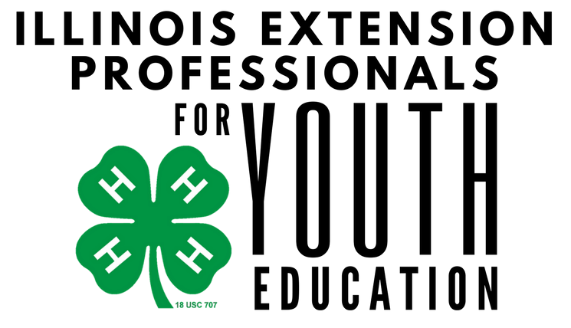 ILLINOIS EXTENSION
PROFESSIONALS
FOR YOUTH
H H
H H
EDUCATION
18 USC 707